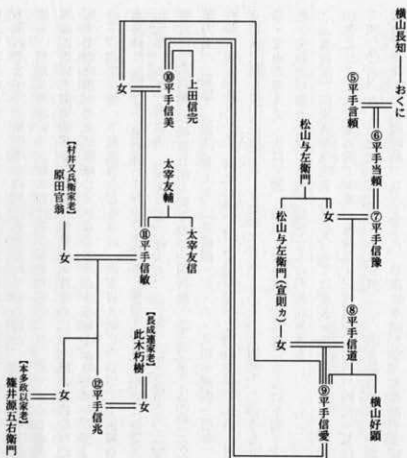 横山長知
おくに
⑤平手言頼
⑥平手当頼
⑦平手信豫
松山与左衛門
女
松山与左衛門(宣則カ)
女
⑧平手信道
横山好顕
⑨平手信愛
上田信完
⑩平手信美
女
太宰友輔
太宰友信
⑪平手信敏
【村井又兵衛家老】
原田官翁
女
【長成連家老】
此木朽樹
女
⑫平手信兆
女
【本多政以家老】
篠井源五右衛門